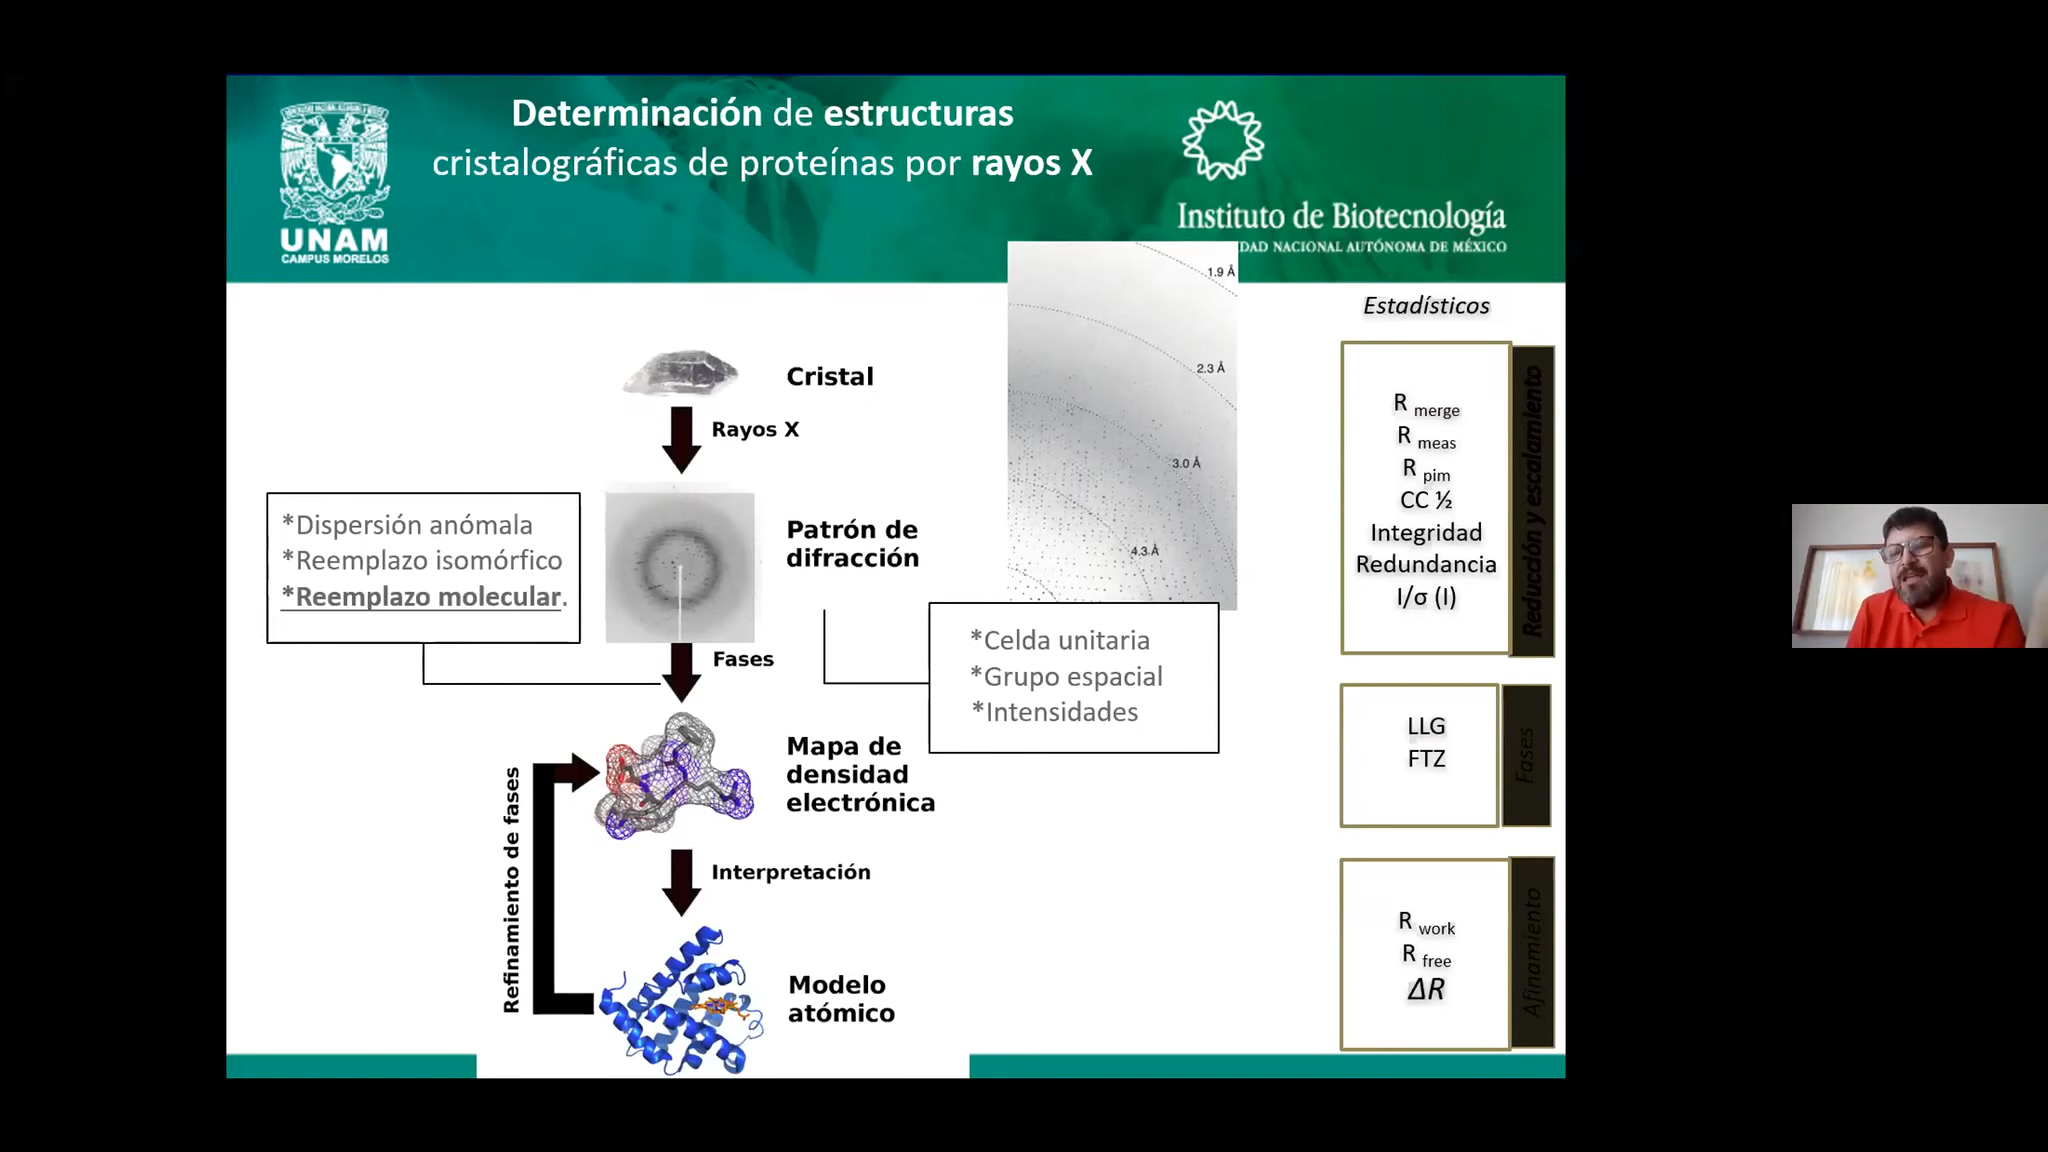 Determinación de estructuras
cristalográficas de proteínas por rayos X
UNAM
CAMPUS MORELOS
Instituto de Biotecnología
DAD NACIONAL AUTÓNOMA DE MÉXICO
1.9 Å
2.3 Å
3.0 Å
4.3 Å
Cristal
Rayos X
Patrón de
difracción
*Dispersión anómala
*Reemplazo isomórfico
*Reemplazo molecular.
*Celda unitaria
*Grupo espacial
*Intensidades
Fases
Mapa de
densidad
electrónica
Refinamiento de fases
Interpretación
Modelo
atómico
Estadísticos
R merge
R meas
R pim
CC ½
Integridad
Redundancia
I/σ (I)
Reducción y escalamiento
LLG
FTZ
Fases
R work
R free
ΔR
Afinamiento